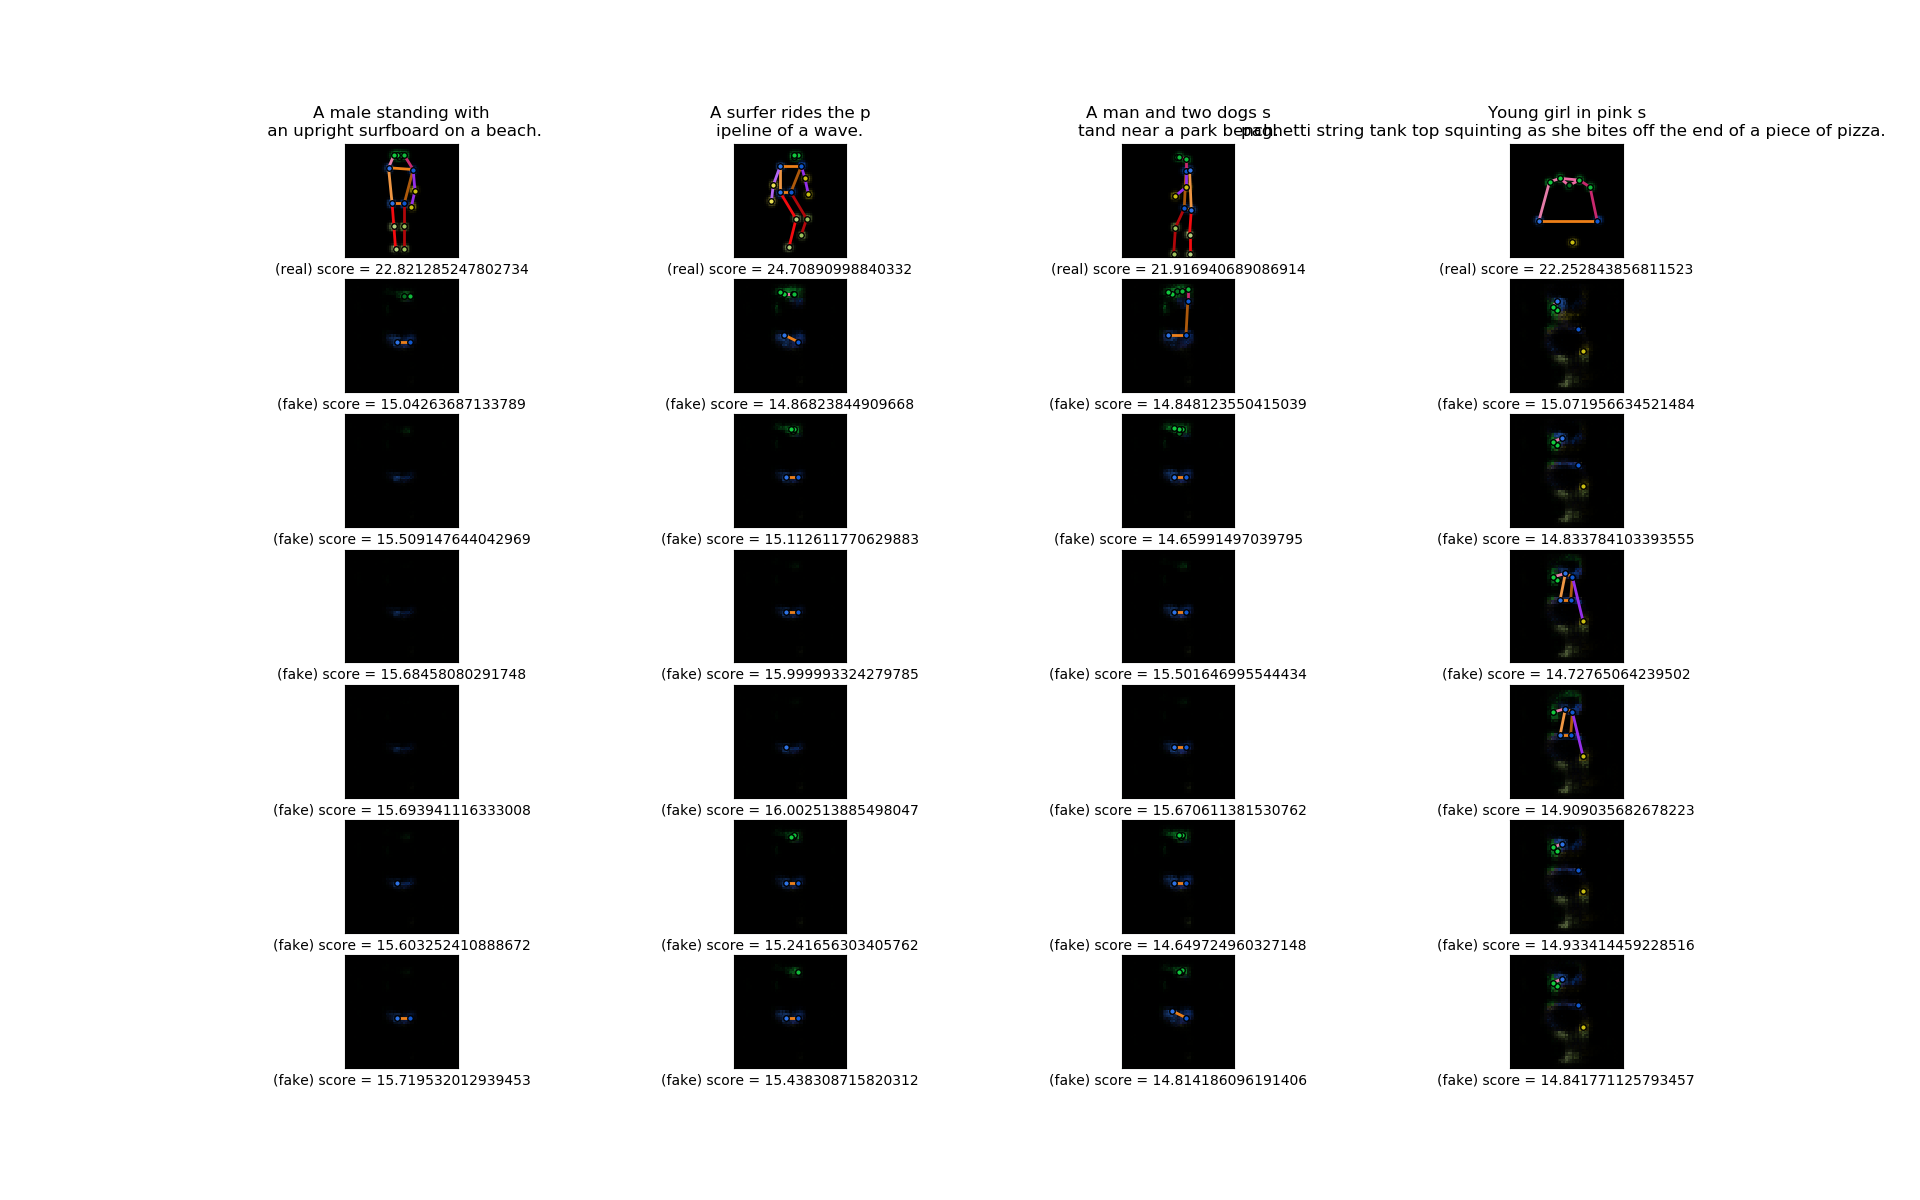 A male standing with
an upright surfboard on a beach.
A surfer rides the p
ipeline of a wave.
A man and two dogs s
tand near a park bench.
Young girl in pink s
paghetti string tank top squinting as she bites off the end of a piece of pizza.
(real) score = 22.821285247802734
(real) score = 24.70890998840332
(real) score = 21.916940689086914
(real) score = 22.252843856811523
(fake) score = 15.04263687133789
(fake) score = 14.86823844909668
(fake) score = 14.848123550415039
(fake) score = 15.071956634521484
(fake) score = 15.509147644042969
(fake) score = 15.112611770629883
(fake) score = 14.65991497039795
(fake) score = 14.833784103393555
(fake) score = 15.68458080291748
(fake) score = 15.999993324279785
(fake) score = 15.501646995544434
(fake) score = 14.72765064239502
(fake) score = 15.693941116333008
(fake) score = 16.002513885498047
(fake) score = 15.670611381530762
(fake) score = 14.909035682678223
(fake) score = 15.603252410888672
(fake) score = 15.241656303405762
(fake) score = 14.649724960327148
(fake) score = 14.933414459228516
(fake) score = 15.719532012939453
(fake) score = 15.438308715820312
(fake) score = 14.814186096191406
(fake) score = 14.841771125793457